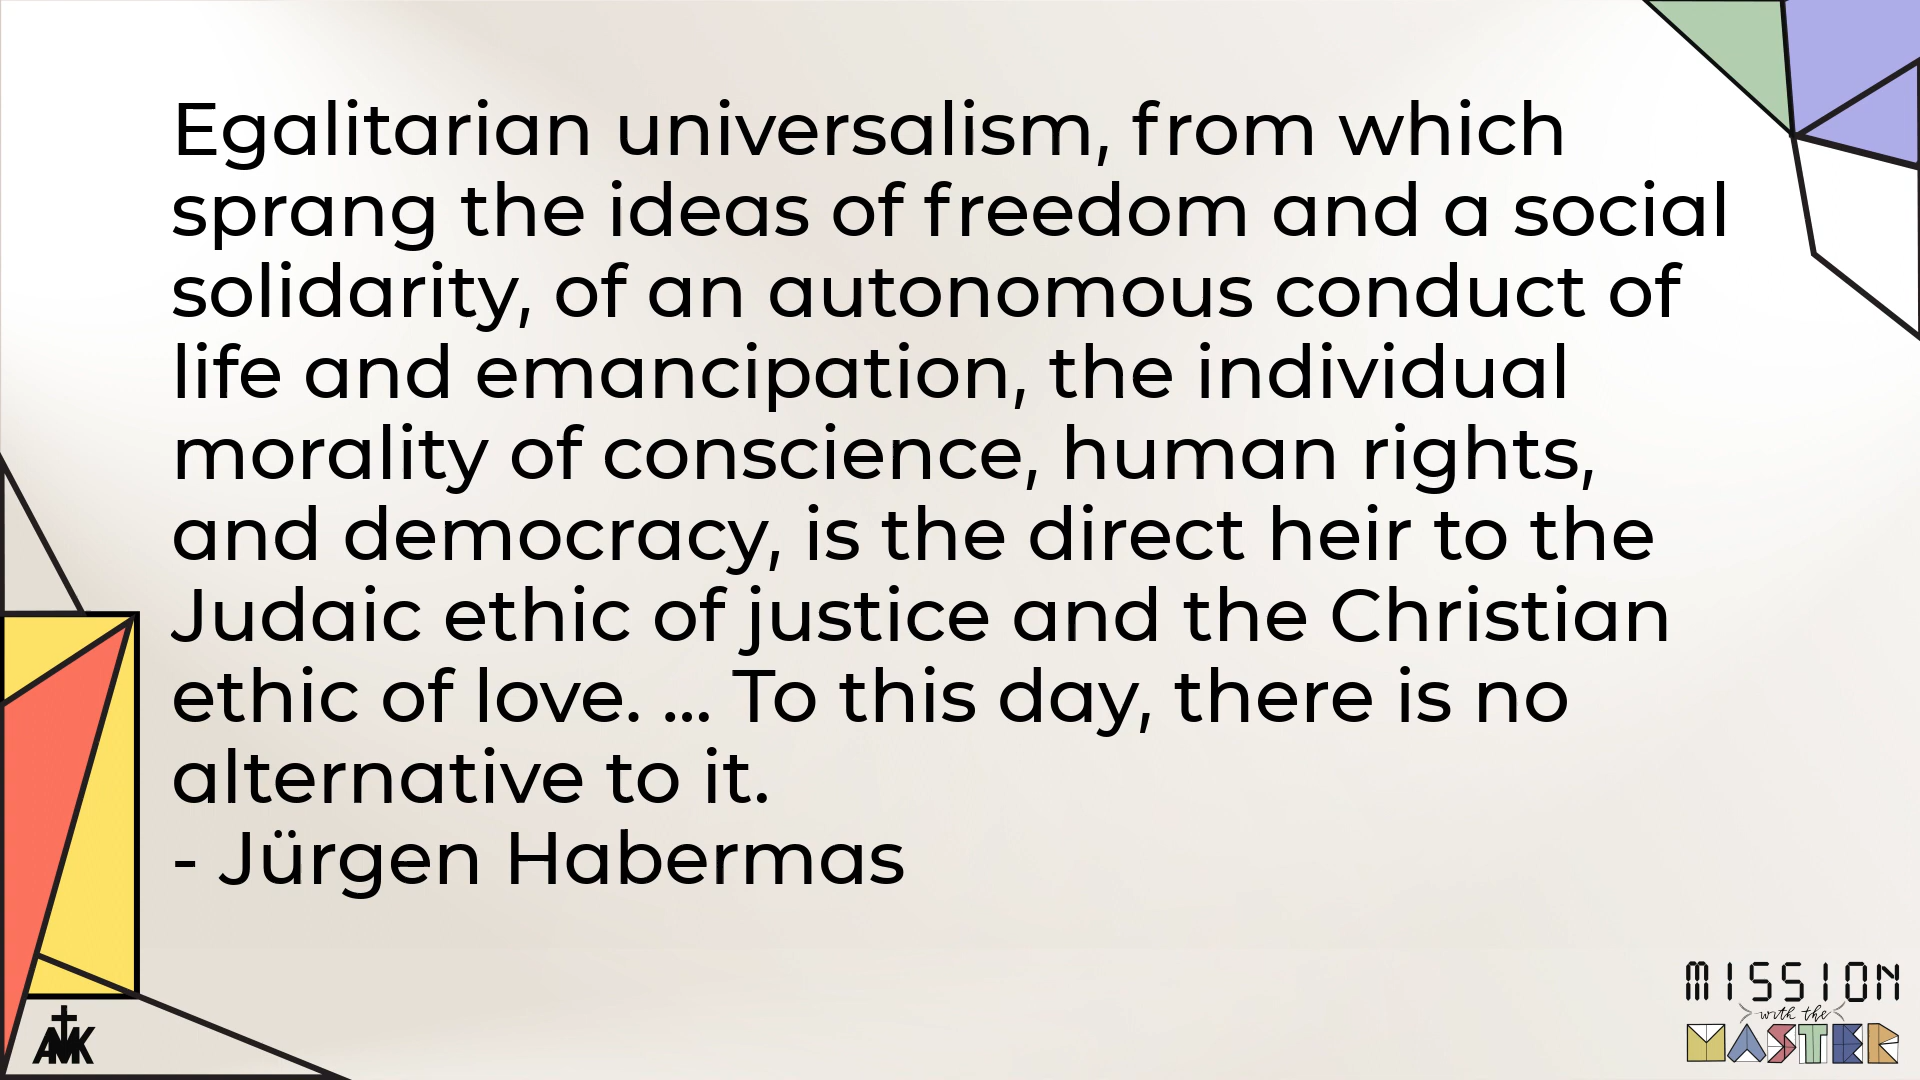 Egalitarian universalism, from which
sprang the ideas of freedom and a social
solidarity, of an autonomous conduct of
life and emancipation, the individual
morality of conscience, human rights,
and democracy, is the direct heir to the
Judaic ethic of justice and the Christian
ethic of love. ... To this day, there is no
alternative to it.
- Jürgen Habermas
AMK
MISSION
with the
MASTER